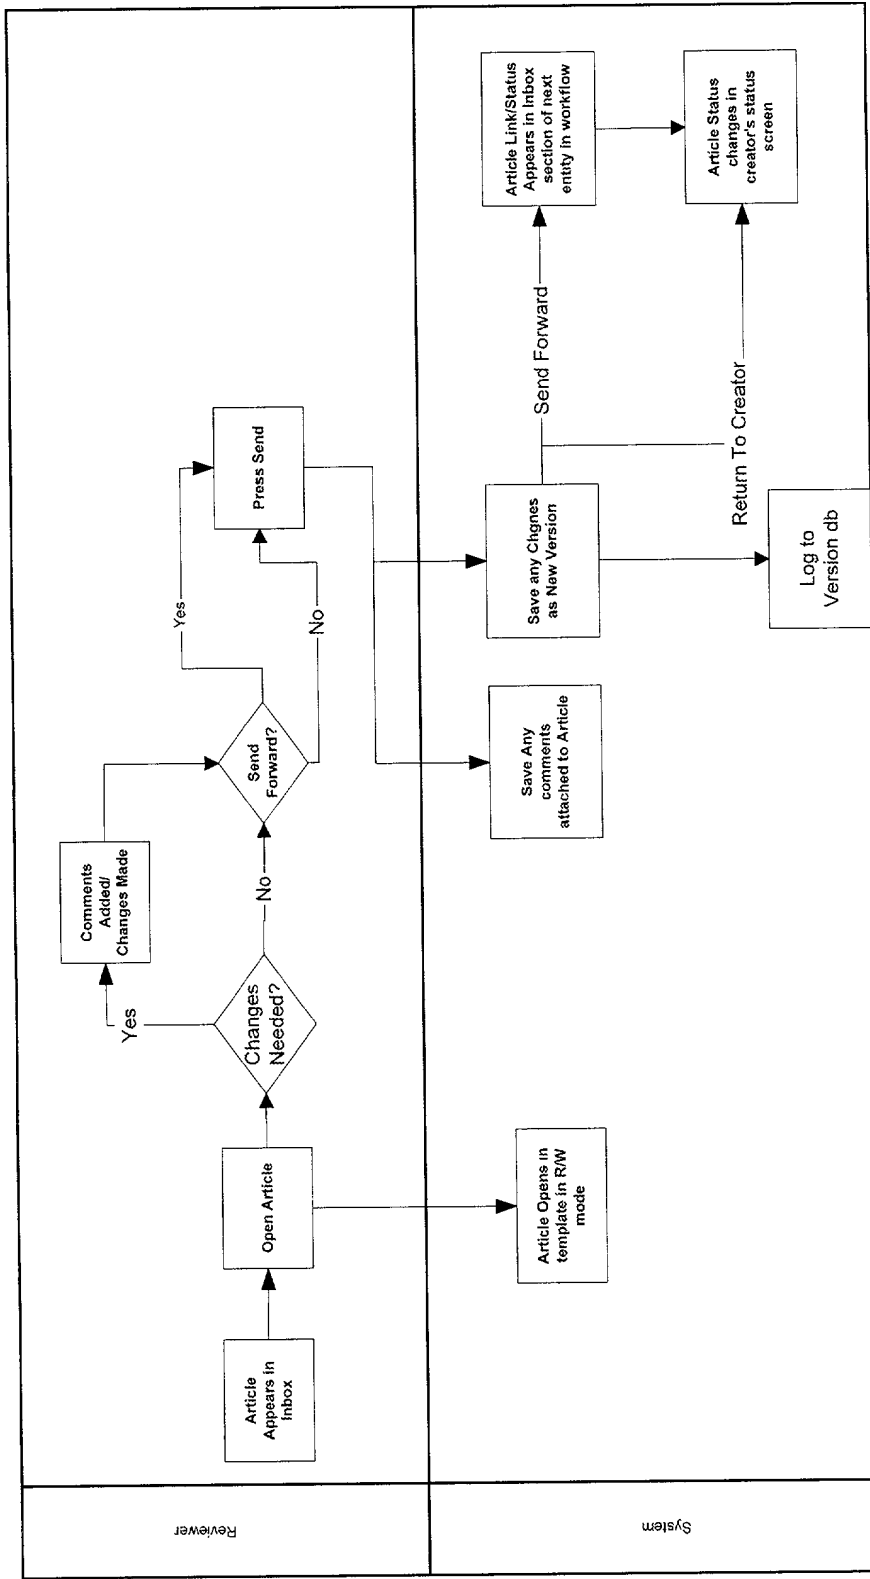 Reviewer
Article
Appears in
Inbox
Open Article
Changes
Needed?
Yes
No
Comments
Added/
Changes Made
Send
Forward?
Yes
No
Press Send
System
Article Opens in
template in R/W
mode
Save Any
comments
attached to Article
Save any Chgnes
as New Version
Log to
Version db
Send Forward
Return To Creator
Article Link/Status
Appears in Inbox
section of next
entity in workflow
Article Status
changes in
creator's status
screen